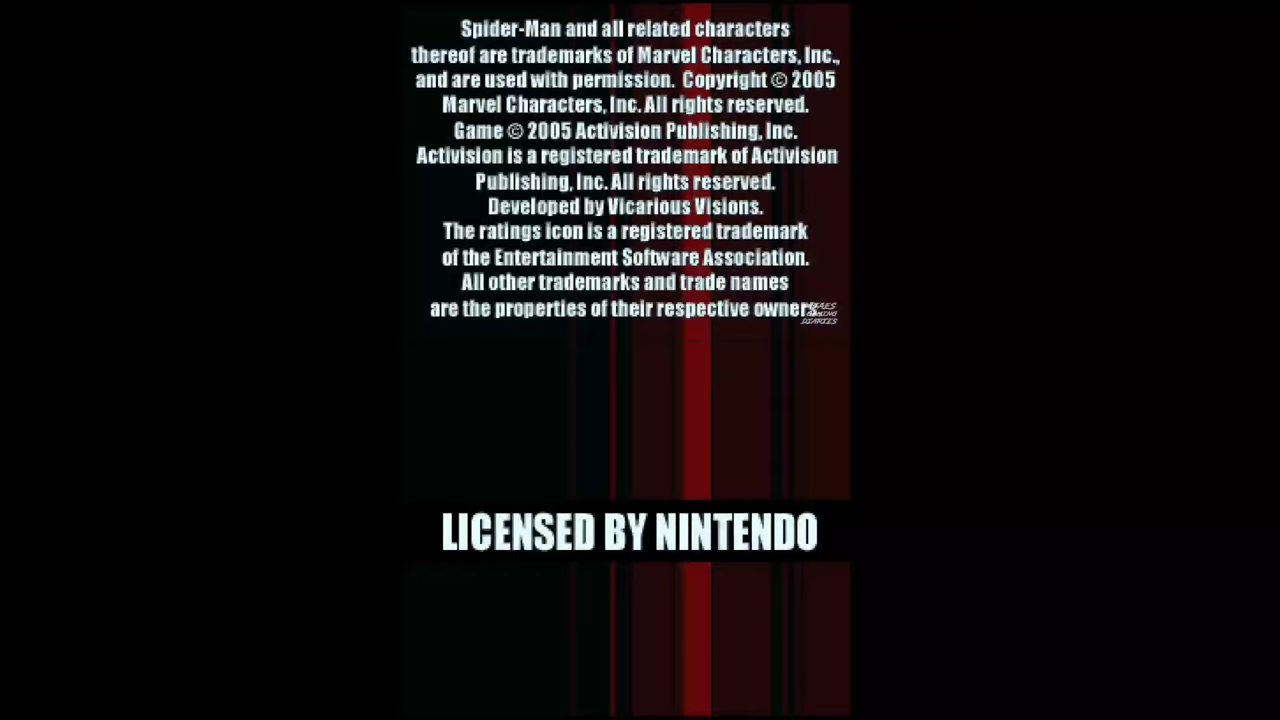 Spider-Man and all related characters
thereof are trademarks of Marvel Characters, Inc.,
and are used with permission. Copyright © 2005
Marvel Characters, Inc. All rights reserved.
Game © 2005 Activision Publishing, Inc.
Activision is a registered trademark of Activision
Publishing, Inc. All rights reserved.
Developed by Vicarious Visions.
The ratings icon is a registered trademark
of the Entertainment Software Association.
All other trademarks and trade names
are the properties of their respective owners.
GAMING
DIARIES
LICENSED BY NINTENDO